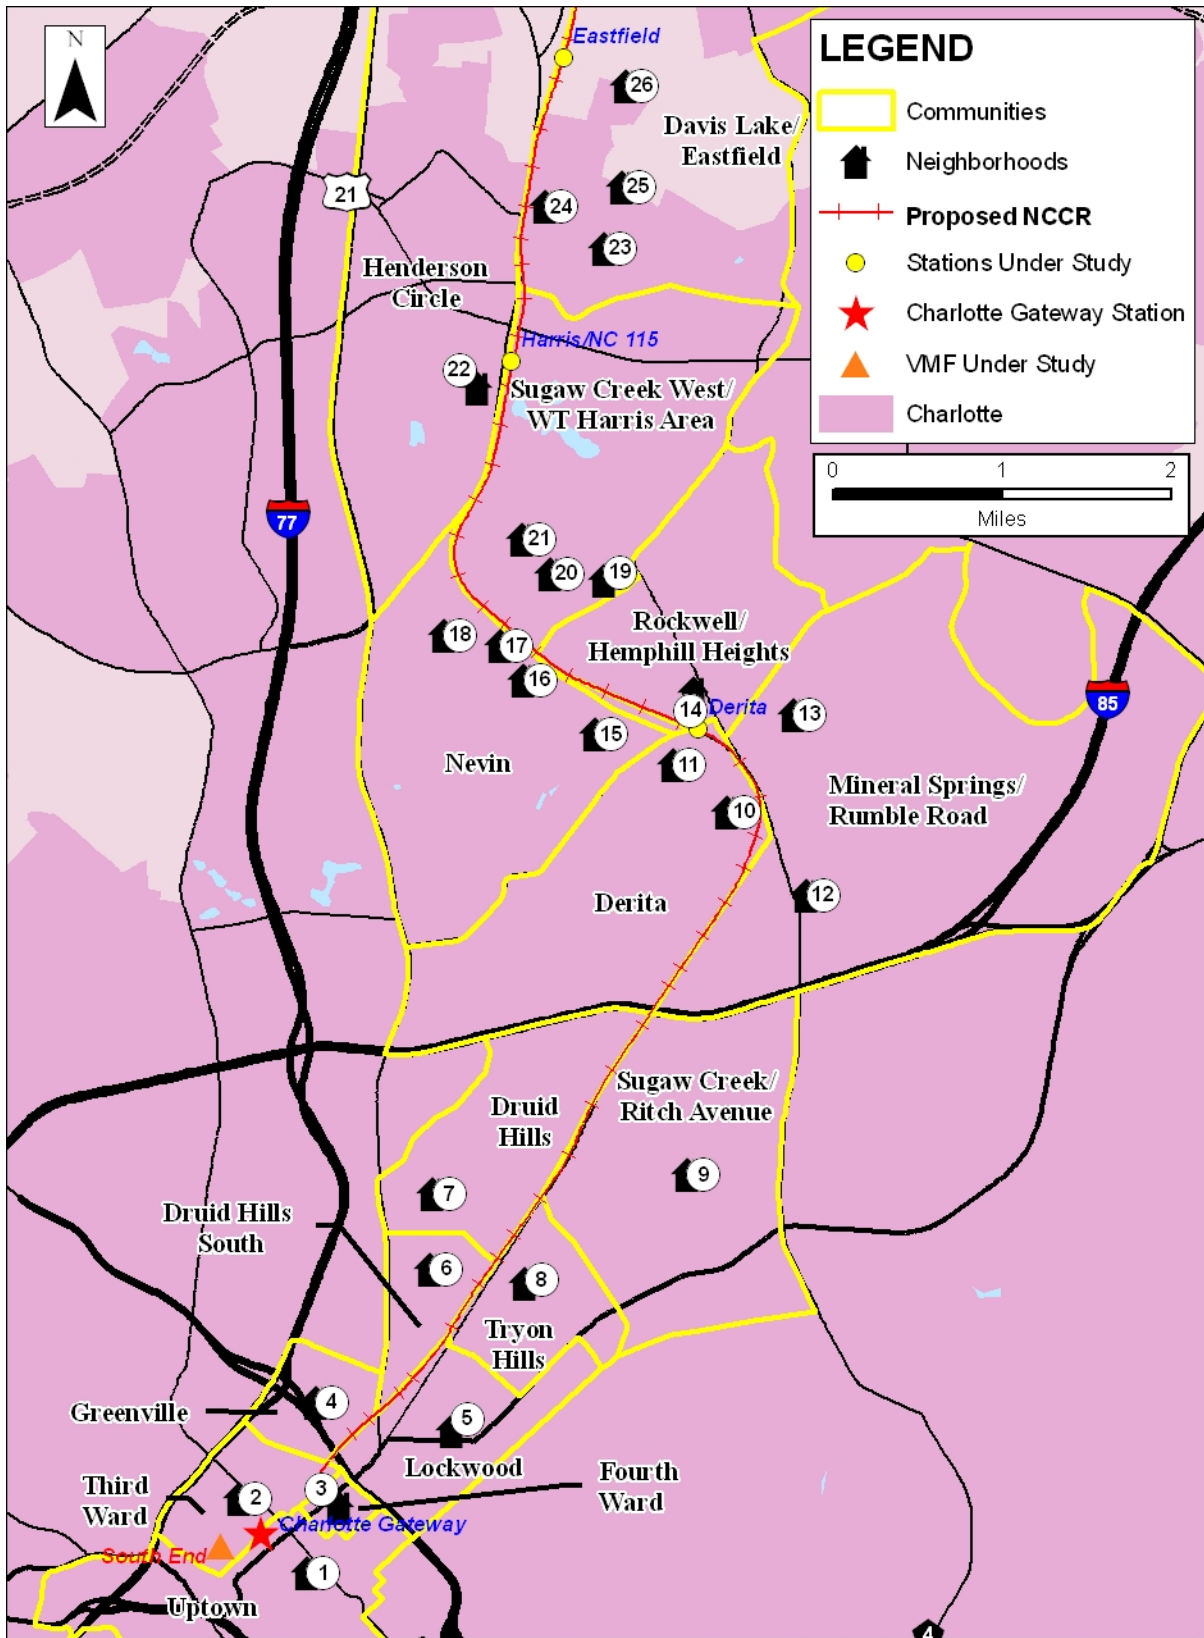 N
Eastfield
26
Davis Lake/
Eastfield
21
25
24
23
Henderson
Circle
Harris/NC 115
22
Sugaw Creek West/
WT Harris Area
77
21
20
19
Rockwell/
Hemphill Heights
18
17
16
14
Derita
13
85
15
11
Nevin
Mineral Springs/
Rumble Road
10
12
Derita
Sugaw Creek/
Ritch Avenue
Druid
Hills
9
7
Druid Hills
South
6
8
Tryon
Hills
4
Greenville
5
Lockwood
Third
Ward
2
3
Fourth
Ward
Charlotte Gateway
South End
1
Uptown
4
LEGEND
Communities
Neighborhoods
Proposed NCCR
Stations Under Study
Charlotte Gateway Station
VMF Under Study
Charlotte
0 1 2
Miles